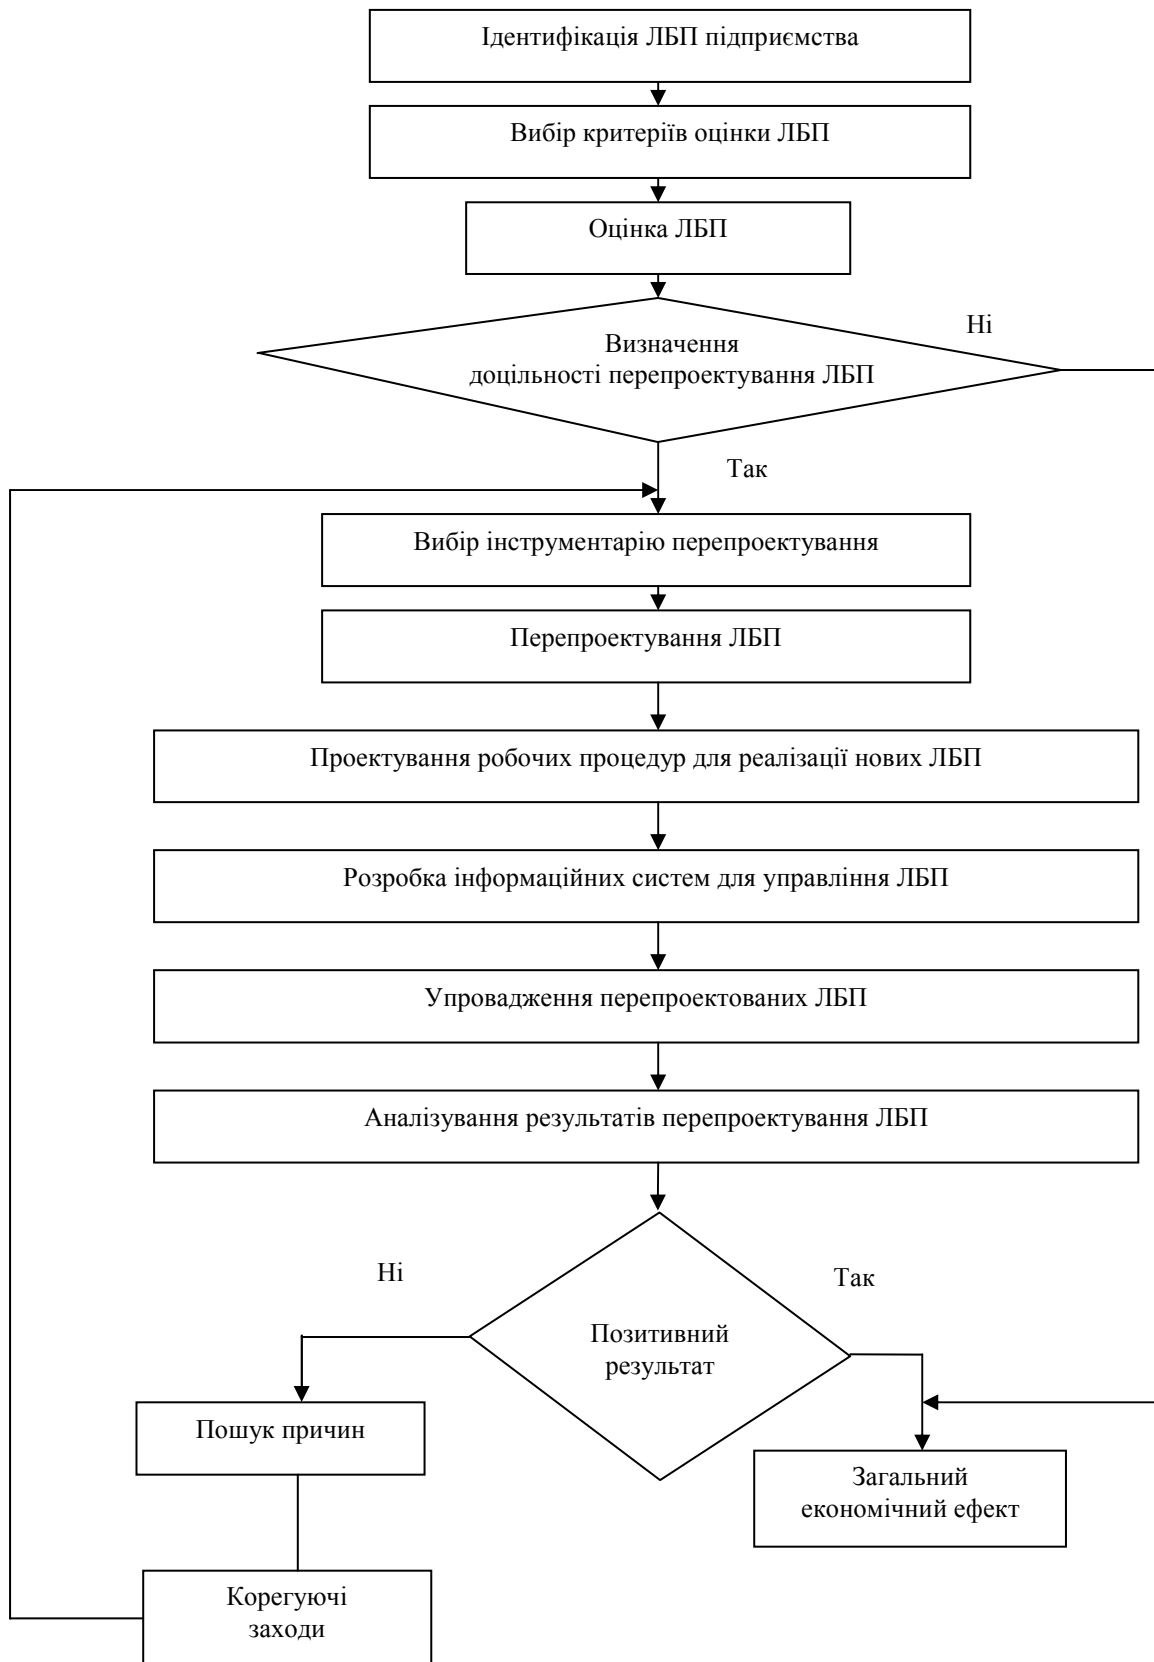 Ідентифікація ЛБП підприємства
Вибір критеріїв оцінки ЛБП
Оцінка ЛБП
Ні
Визначення
доцільності перепроектування ЛБП
Так
Вибір інструментарію перепроектування
Перепроектування ЛБП
Проектування робочих процедур для реалізації нових ЛБП
Розробка інформаційних систем для управління ЛБП
Упровадження перепроектованих ЛБП
Аналізування результатів перепроектування ЛБП
Ні
Так
Позитивний
результат
Пошук причин
Загальний
економічний ефект
Корегуючі
заходи